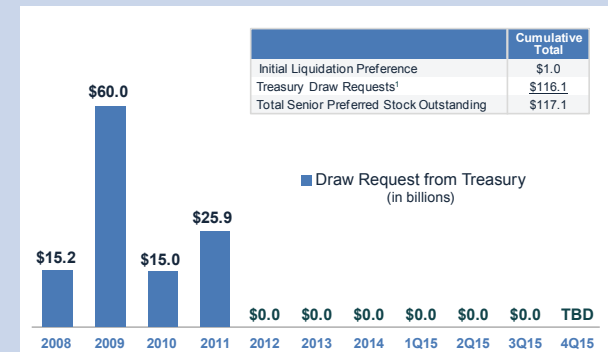 Cumulative
Total
Initial Liquidation Preference $1.0
Treasury Draw Requests¹ $116.1
Total Senior Preferred Stock Outstanding $117.1
Draw Request from Treasury
(in billions)
$15.2 $60.0 $15.0 $25.9 $0.0 $0.0 $0.0 $0.0 $0.0 $0.0 TBD
2008 2009 2010 2011 2012 2013 2014 1Q15 2Q15 3Q15 4Q15